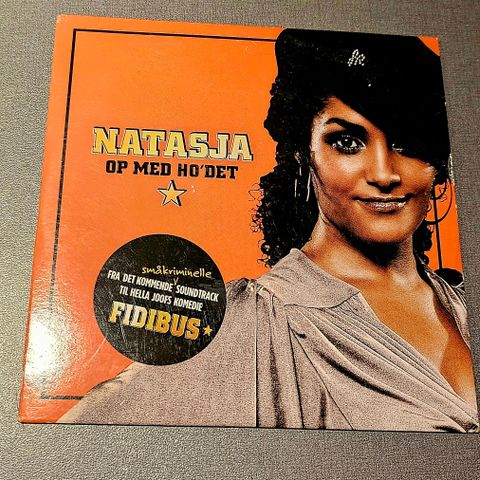 NATASJA
OP MED HO'DET
småkriminelle
FRA DET KOMMENDE SOUNDTRACK
TIL HELLA JOOFS KOMEDIE
FIDIBUS